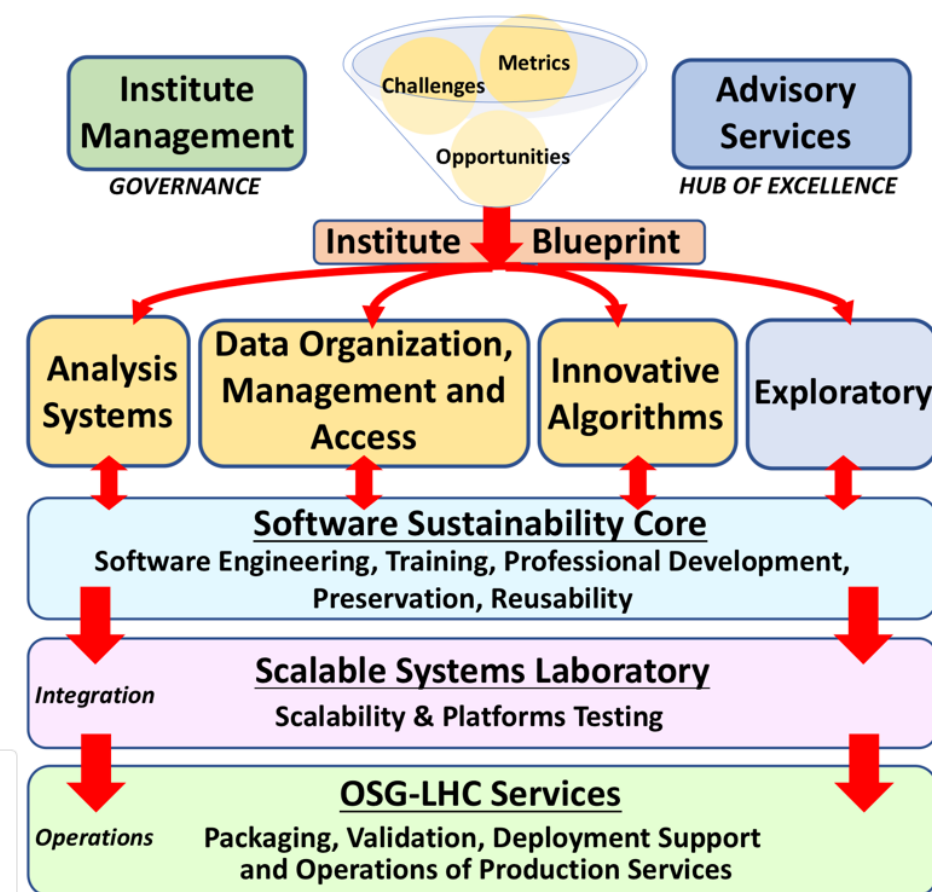 Institute
Management
GOVERNANCE
Metrics
Challenges
Opportunities
Advisory
Services
HUB OF EXCELLENCE
Institute Blueprint
Analysis
Systems
Data Organization,
Management and
Access
Innovative
Algorithms
Exploratory
Software Sustainability Core
Software Engineering, Training, Professional Development,
Preservation, Reusability
Integration
Scalable Systems Laboratory
Scalability & Platforms Testing
Operations
OSG-LHC Services
Packaging, Validation, Deployment Support
and Operations of Production Services